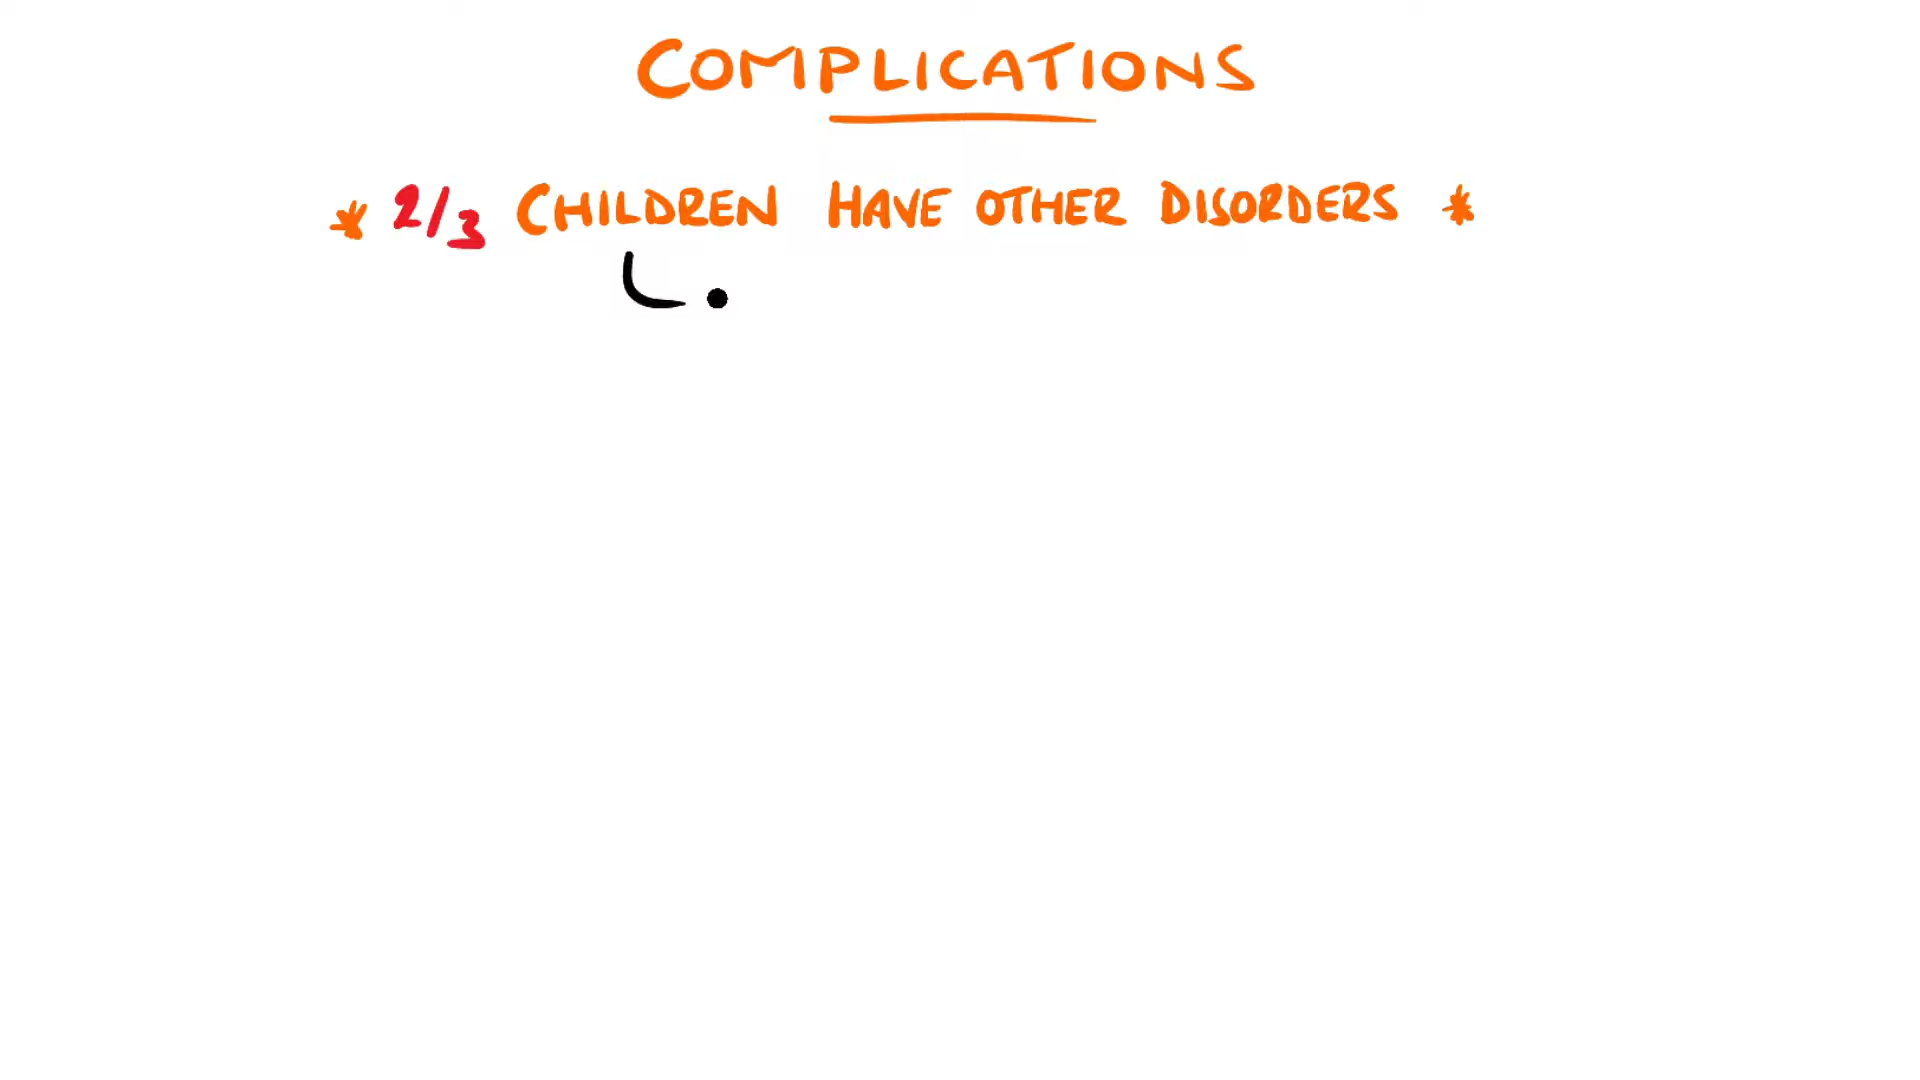 COMPLICATIONS
* 2/3 CHILDREN HAVE OTHER DISORDERS *